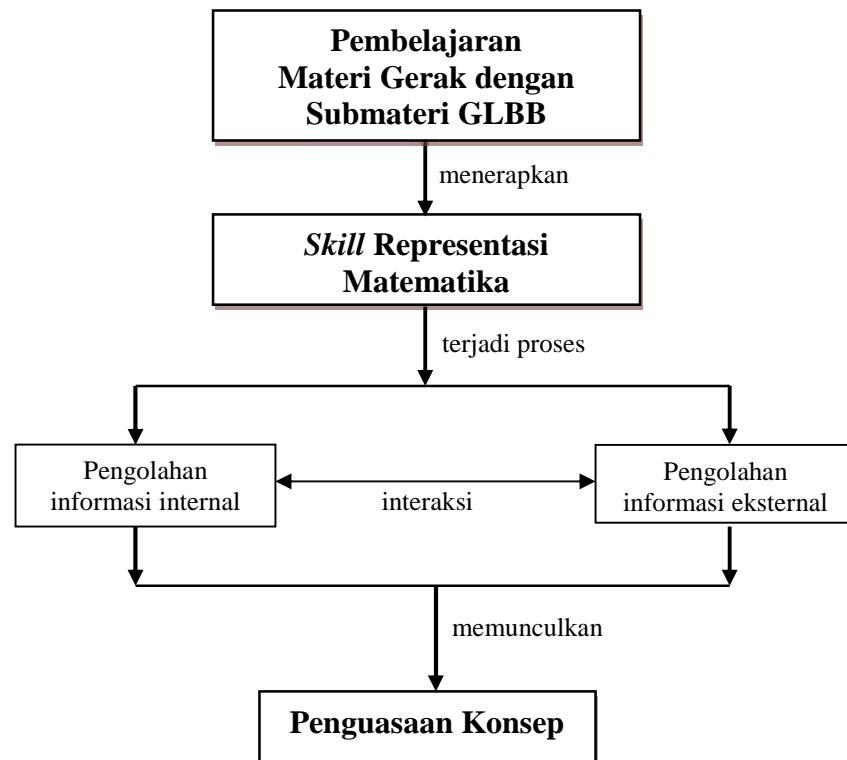 Pembelajaran
Materi Gerak dengan
Submateri GLBB
menerapkan
Skill Representasi
Matematika
terjadi proses
Pengolahan
informasi internal
interaksi
Pengolahan
informasi eksternal
memunculkan
Penguasaan Konsep